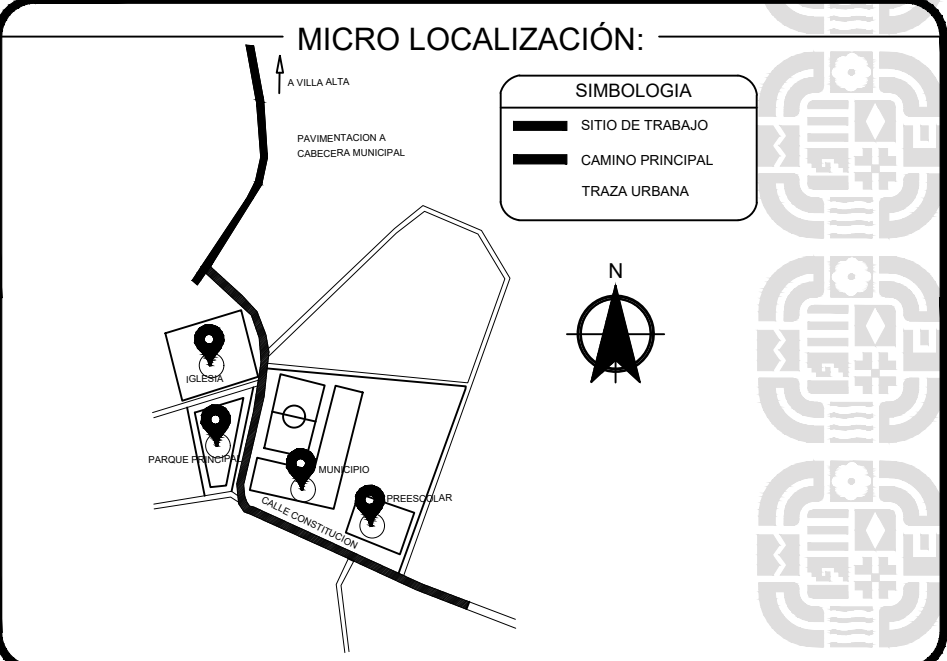 MICRO LOCALIZACIÓN:
A VILLA ALTA
PAVIMENTACION A
CABECERA MUNICIPAL
SIMBOLOGIA
SITIO DE TRABAJO
CAMINO PRINCIPAL
TRAZA URBANA
N
IGLESIA
PARQUE PRINCIPAL
MUNICIPIO
PREESCOLAR
CALLE CONSTITUCION